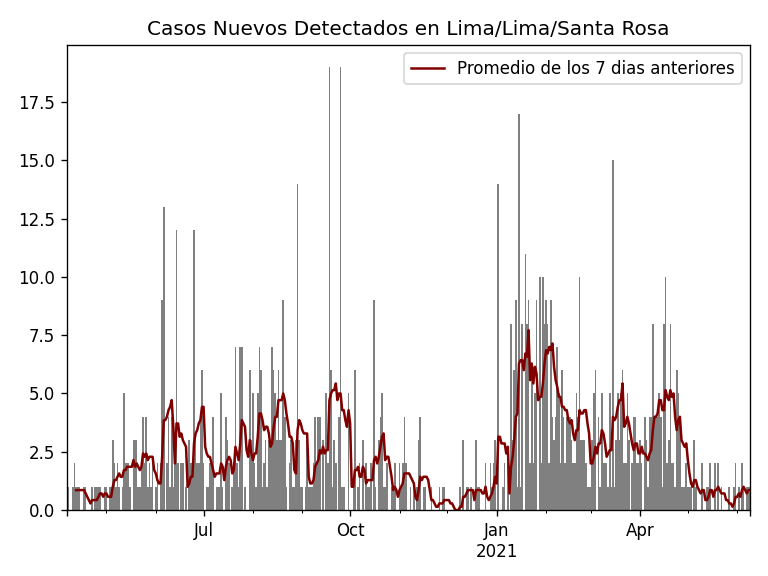 Casos Nuevos Detectados en Lima/Lima/Santa Rosa
Promedio de los 7 dias anteriores
17.5
15.0
12.5
10.0
7.5
5.0
2.5
0.0
Jul
Oct
Jan
Apr
2021